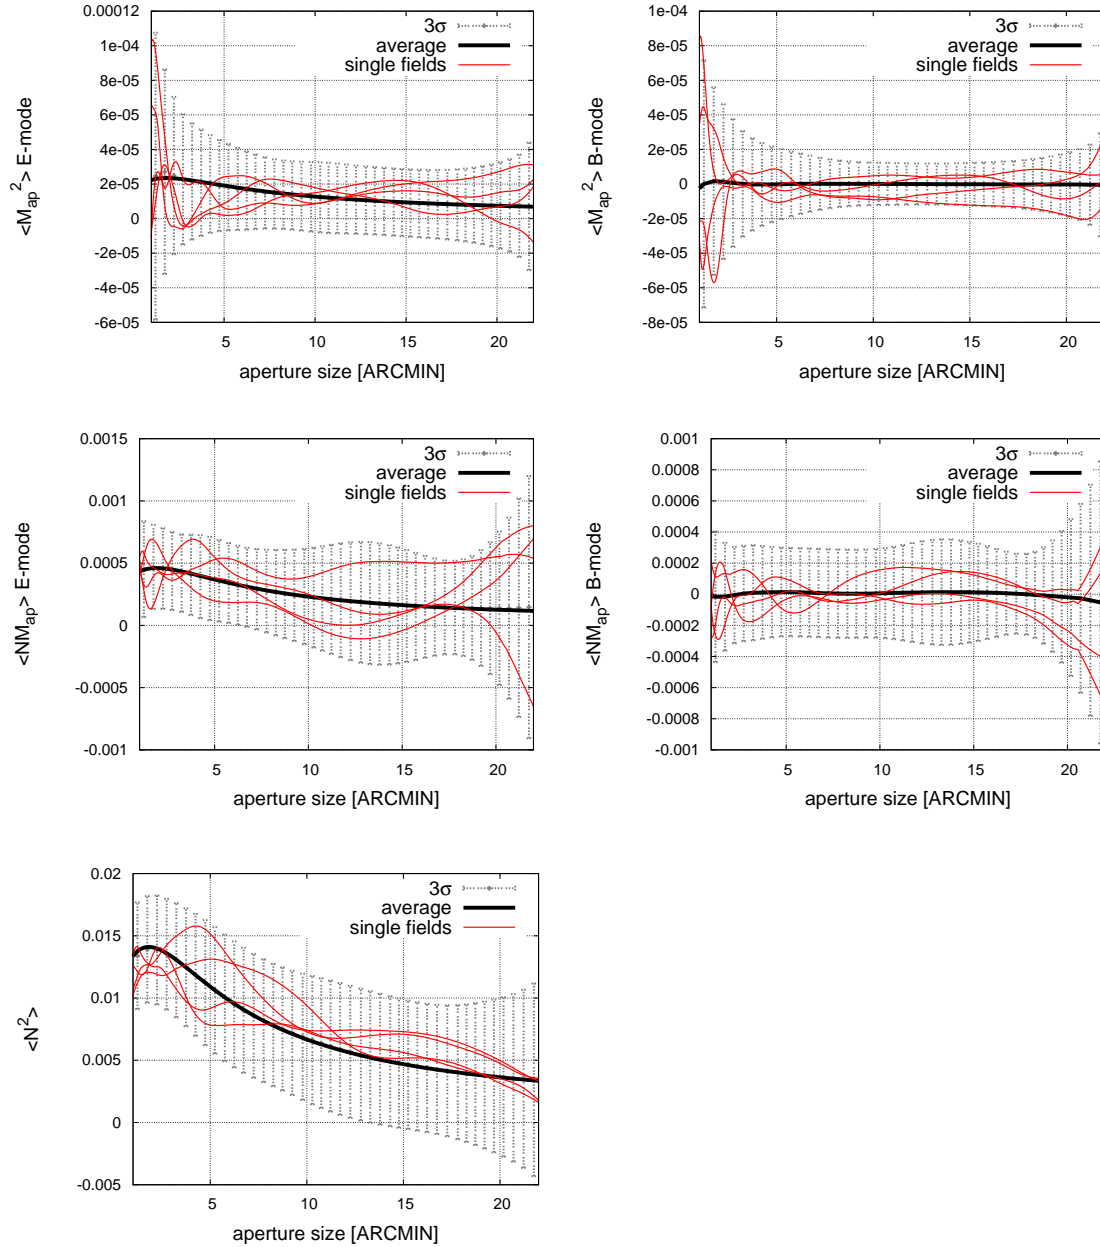 0.00012
1e-04
8e-05
6e-05
4e-05
2e-05
0
-2e-05
-4e-05
-6e-05
<M_ap^2> E-mode
3σ
average
single fields
5 10 15 20
aperture size [ARCMIN]
1e-04
8e-05
6e-05
4e-05
2e-05
0
-2e-05
-4e-05
-6e-05
-8e-05
<M_ap^2> B-mode
3σ
average
single fields
5 10 15 20
aperture size [ARCMIN]
0.0015
0.001
0.0005
0
-0.0005
-0.001
<NM_ap> E-mode
3σ
average
single fields
5 10 15 20
aperture size [ARCMIN]
0.001
0.0008
0.0006
0.0004
0.0002
0
-0.0002
-0.0004
-0.0006
-0.0008
-0.001
<NM_ap> B-mode
3σ
average
single fields
5 10 15 20
aperture size [ARCMIN]
0.02
0.015
0.01
0.005
0
-0.005
<N^2>
3σ
average
single fields
5 10 15 20
aperture size [ARCMIN]